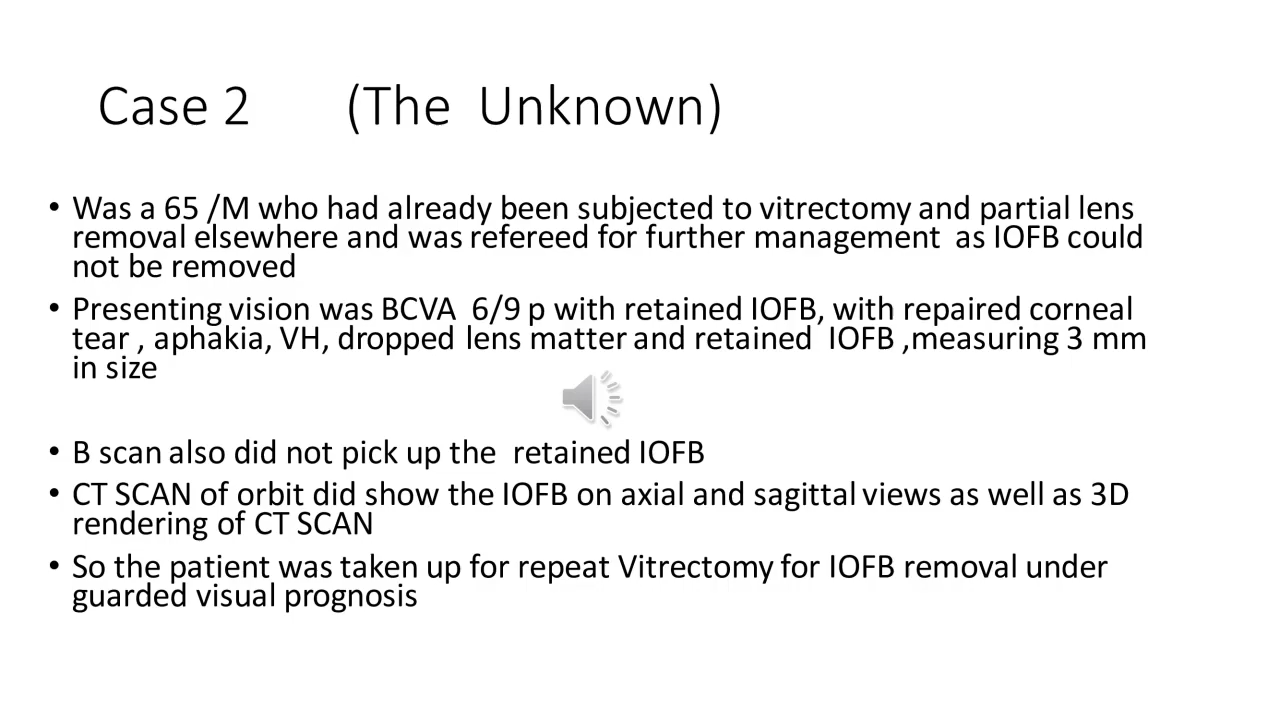 Case 2 (The Unknown)
• Was a 65 /M who had already been subjected to vitrectomy and partial lens
removal elsewhere and was refereed for further management as IOFB could
not be removed
• Presenting vision was BCVA 6/9 p with retained IOFB, with repaired corneal
tear , aphakia, VH, dropped lens matter and retained IOFB ,measuring 3 mm
in size
• B scan also did not pick up the retained IOFB
• CT SCAN of orbit did show the IOFB on axial and sagittal views as well as 3D
rendering of CT SCAN
• So the patient was taken up for repeat Vitrectomy for IOFB removal under
guarded visual prognosis